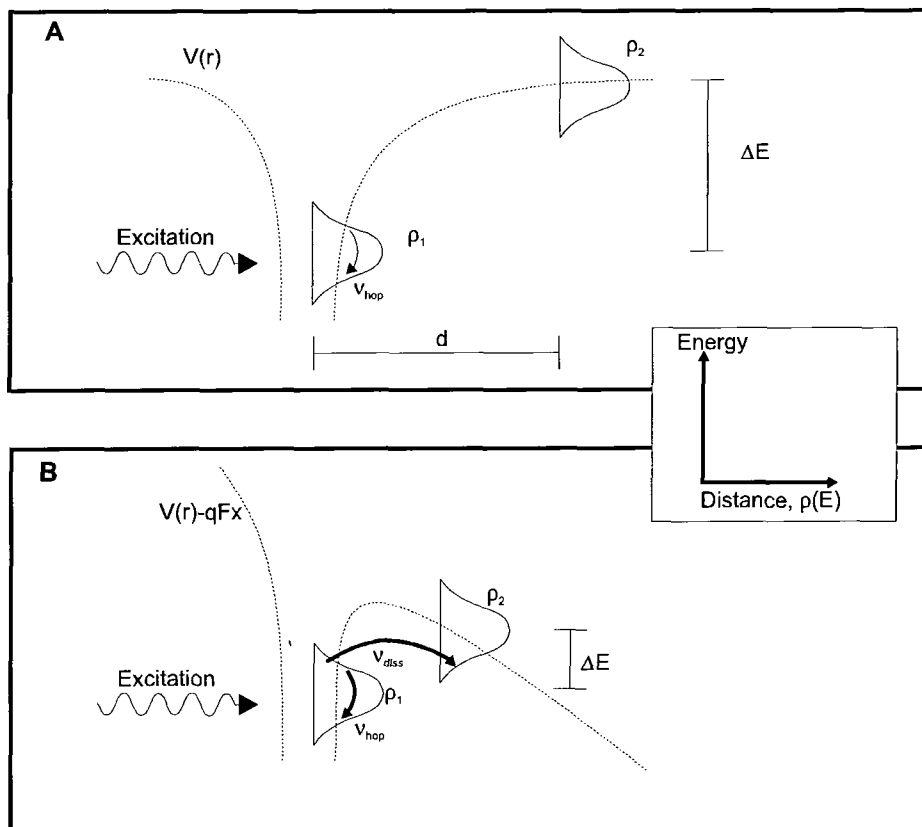 A
V(r)
ρ₂
ΔE
Excitation
ρ₁
νhop
d
Energy
Distance, ρ(E)
B
V(r)-qFx
ρ₂
νdiss
ΔE
Excitation
ρ₁
νhop